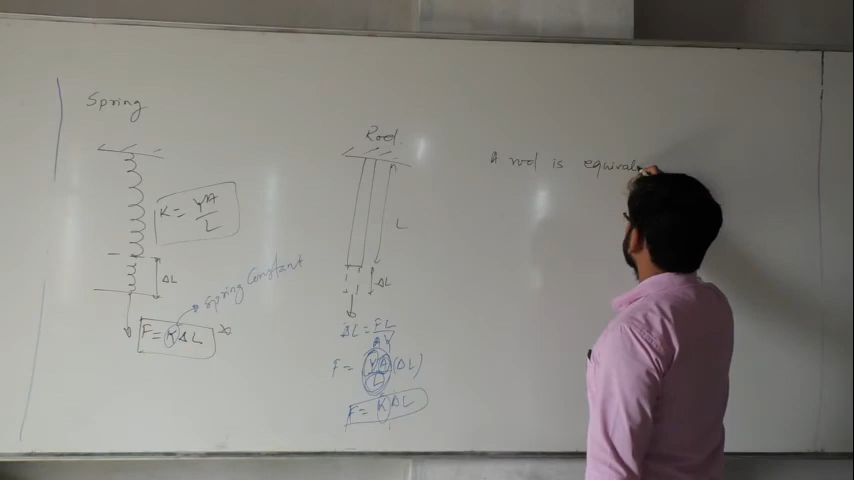 Spring
K = YA/L
ΔL
Spring Constant
F = KΔL
Rod
L
ΔL
ΔL = FL/AY
F = (YA/L)(ΔL)
F = KΔL
A rod is equival